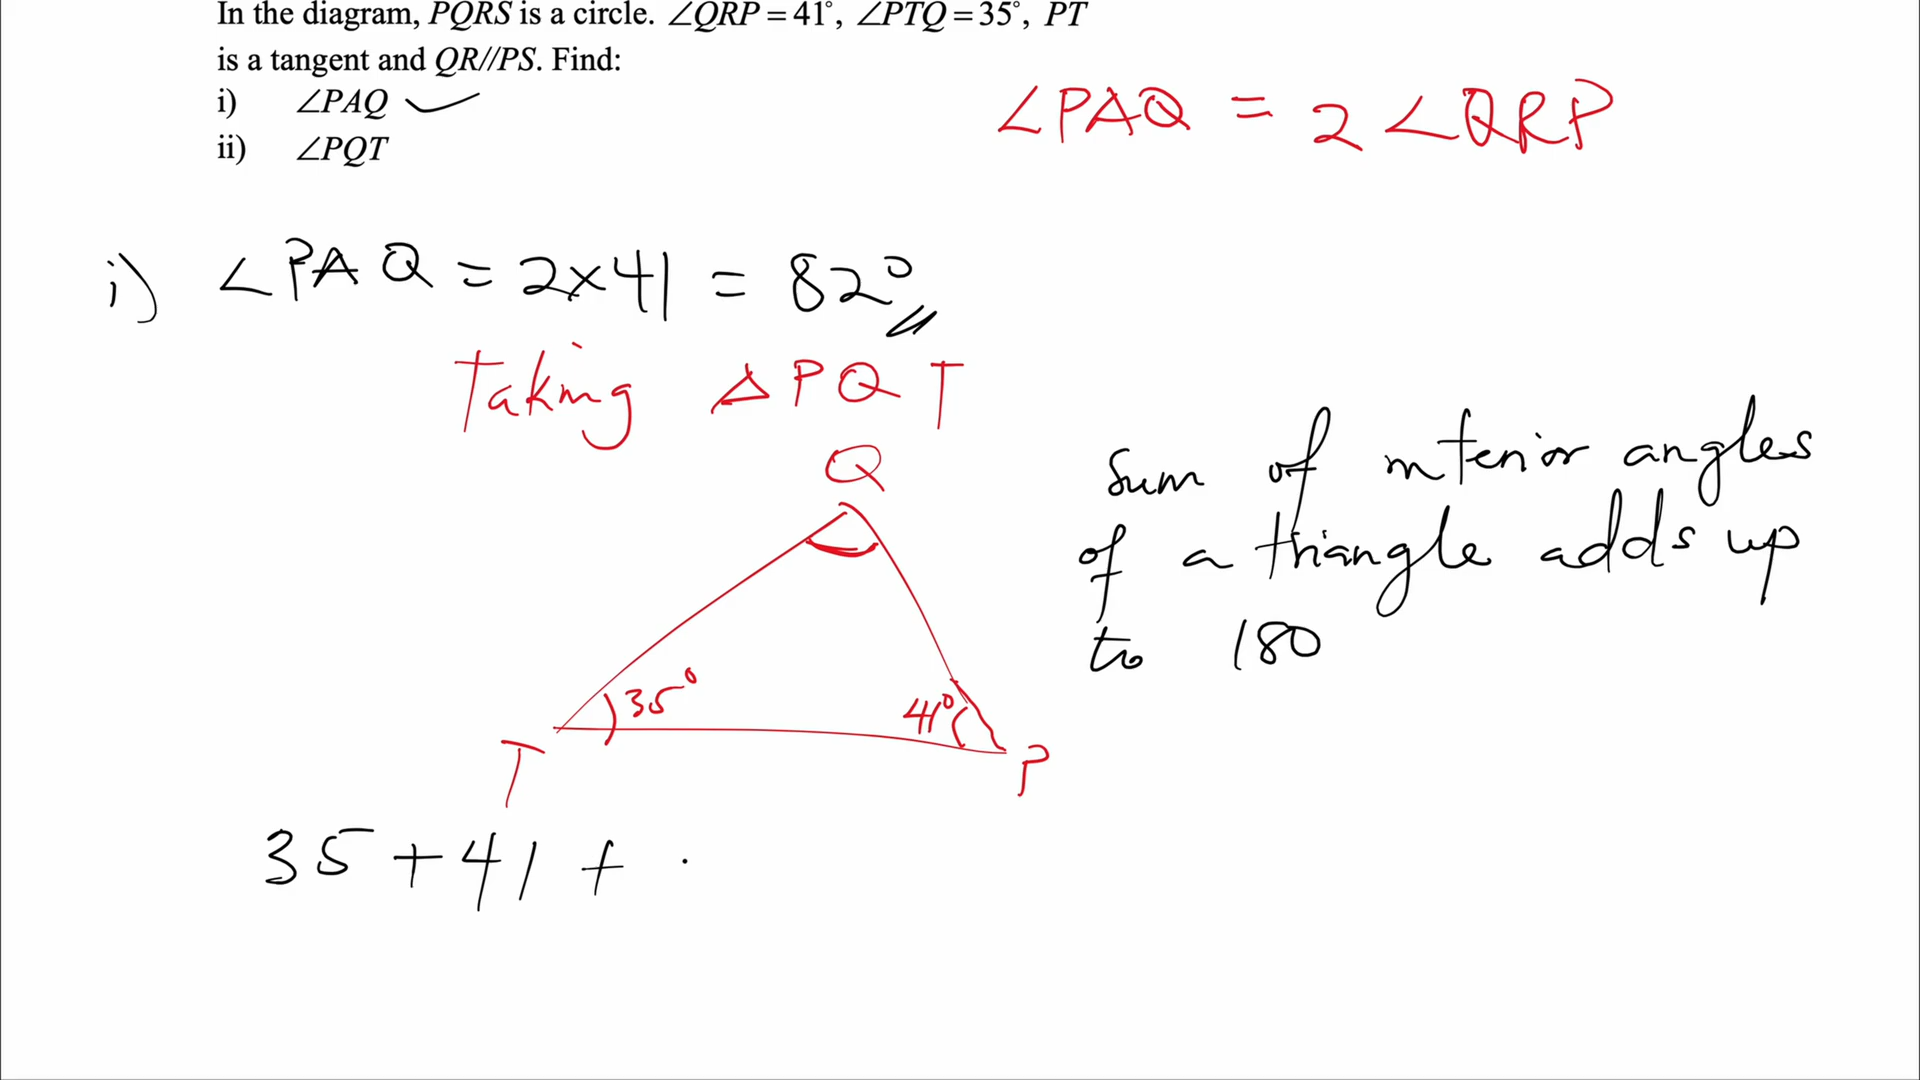 In the diagram, PQRS is a circle. ∠QRP = 41°, ∠PTQ = 35°, PT
is a tangent and QR//PS. Find:
i) ∠PAQ
ii) ∠PQT
∠PAQ = 2 ∠QRP
i) ∠PAQ = 2×41 = 82°
Taking △PQT
Q
35°
41°
T
P
Sum of interior angles
of a triangle adds up
to 180
35 + 41 +